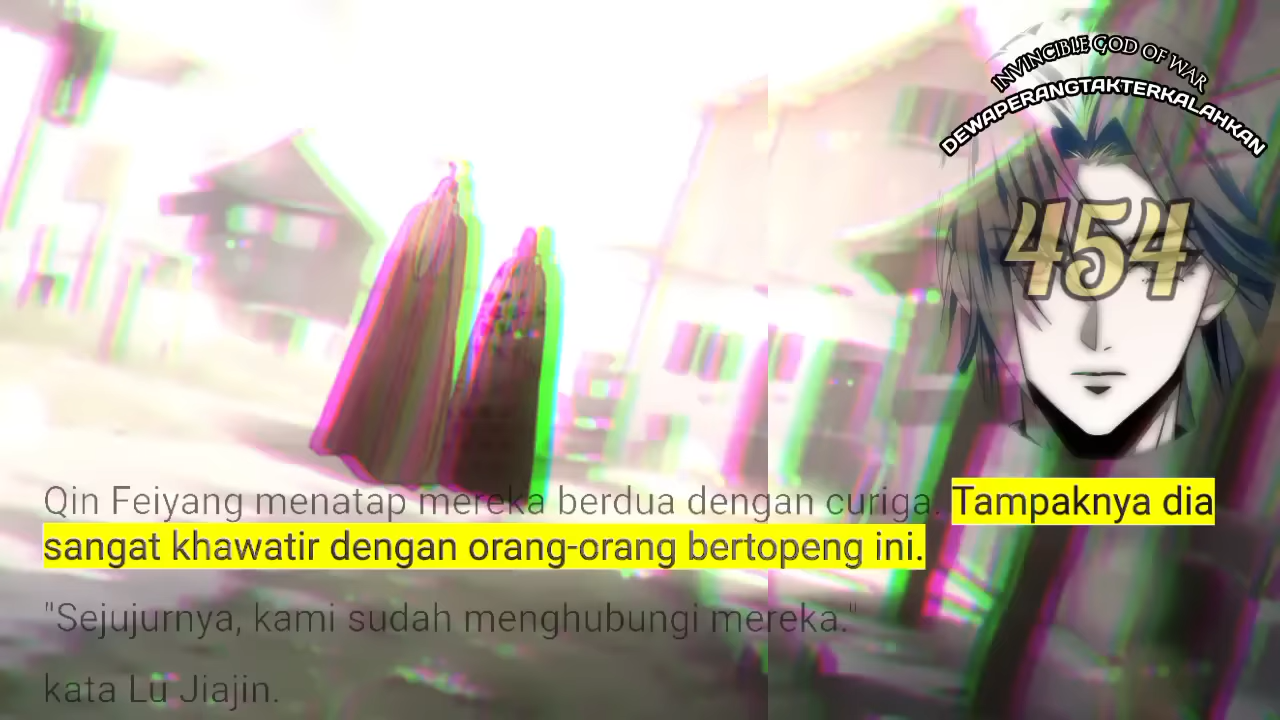 INVINCIBLE GOD OF WAR
DEWAPERANGTAKTERKALAHKAN
454
Qin Feiyang menatap mereka berdua dengan curiga. Tampaknya dia
sangat khawatir dengan orang-orang bertopeng ini.
"Sejujurnya, kami sudah menghubungi mereka."
kata Lu Jiajin.